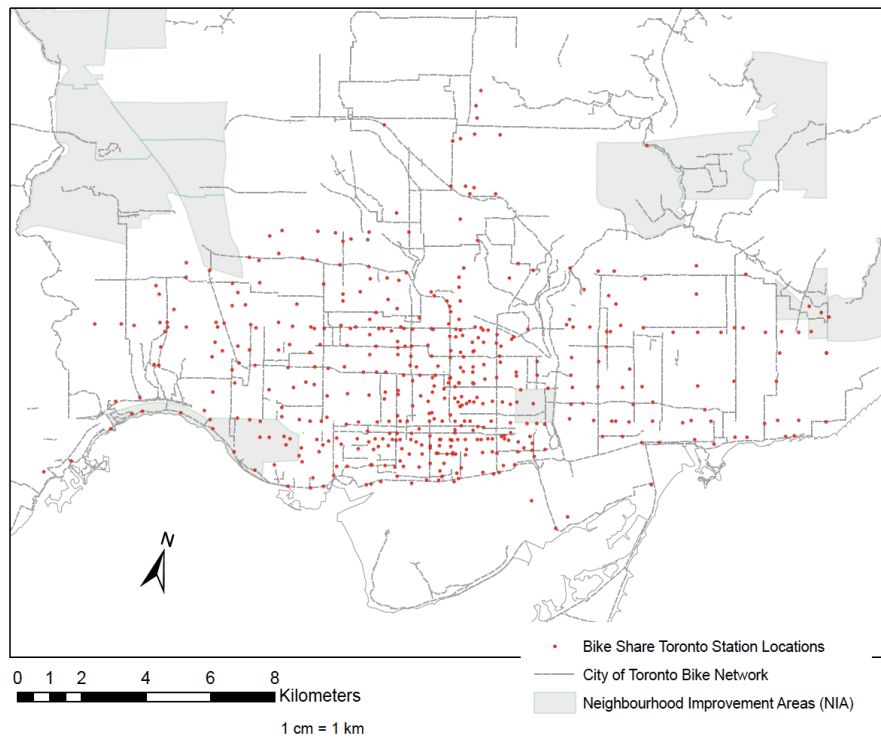 N
Bike Share Toronto Station Locations
City of Toronto Bike Network
Neighbourhood Improvement Areas (NIA)
0 2 4 6 8
Kilometers
1 cm = 1 km